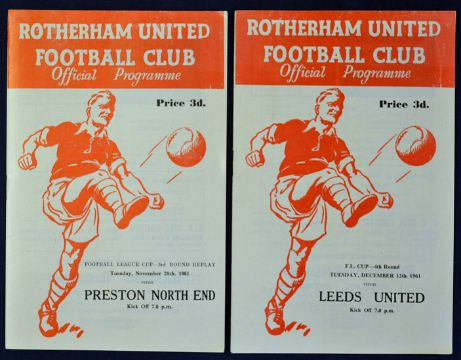 ROTHERHAM UNITED
FOOTBALL CLUB
Official Programme
Price 3d.
FOOTBALL LEAGUE CUP—3rd ROUND REPLAY
Tuesday, November 28th, 1961
versus
PRESTON NORTH END
Kick Off 7.0 p.m.
ROTHERHAM UNITED
FOOTBALL CLUB
Official Programme
Price 3d.
F.L. CUP—4th Round
TUESDAY, DECEMBER 12th 1961
versus
LEEDS UNITED
Kick Off 7.0 p.m.